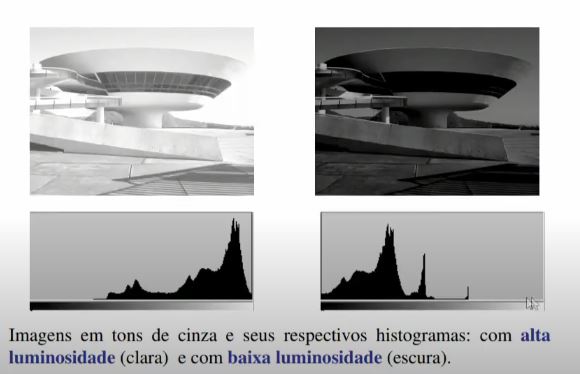 Imagens em tons de cinza e seus respectivos histogramas: com alta
luminosidade (clara) e com baixa luminosidade (escura).